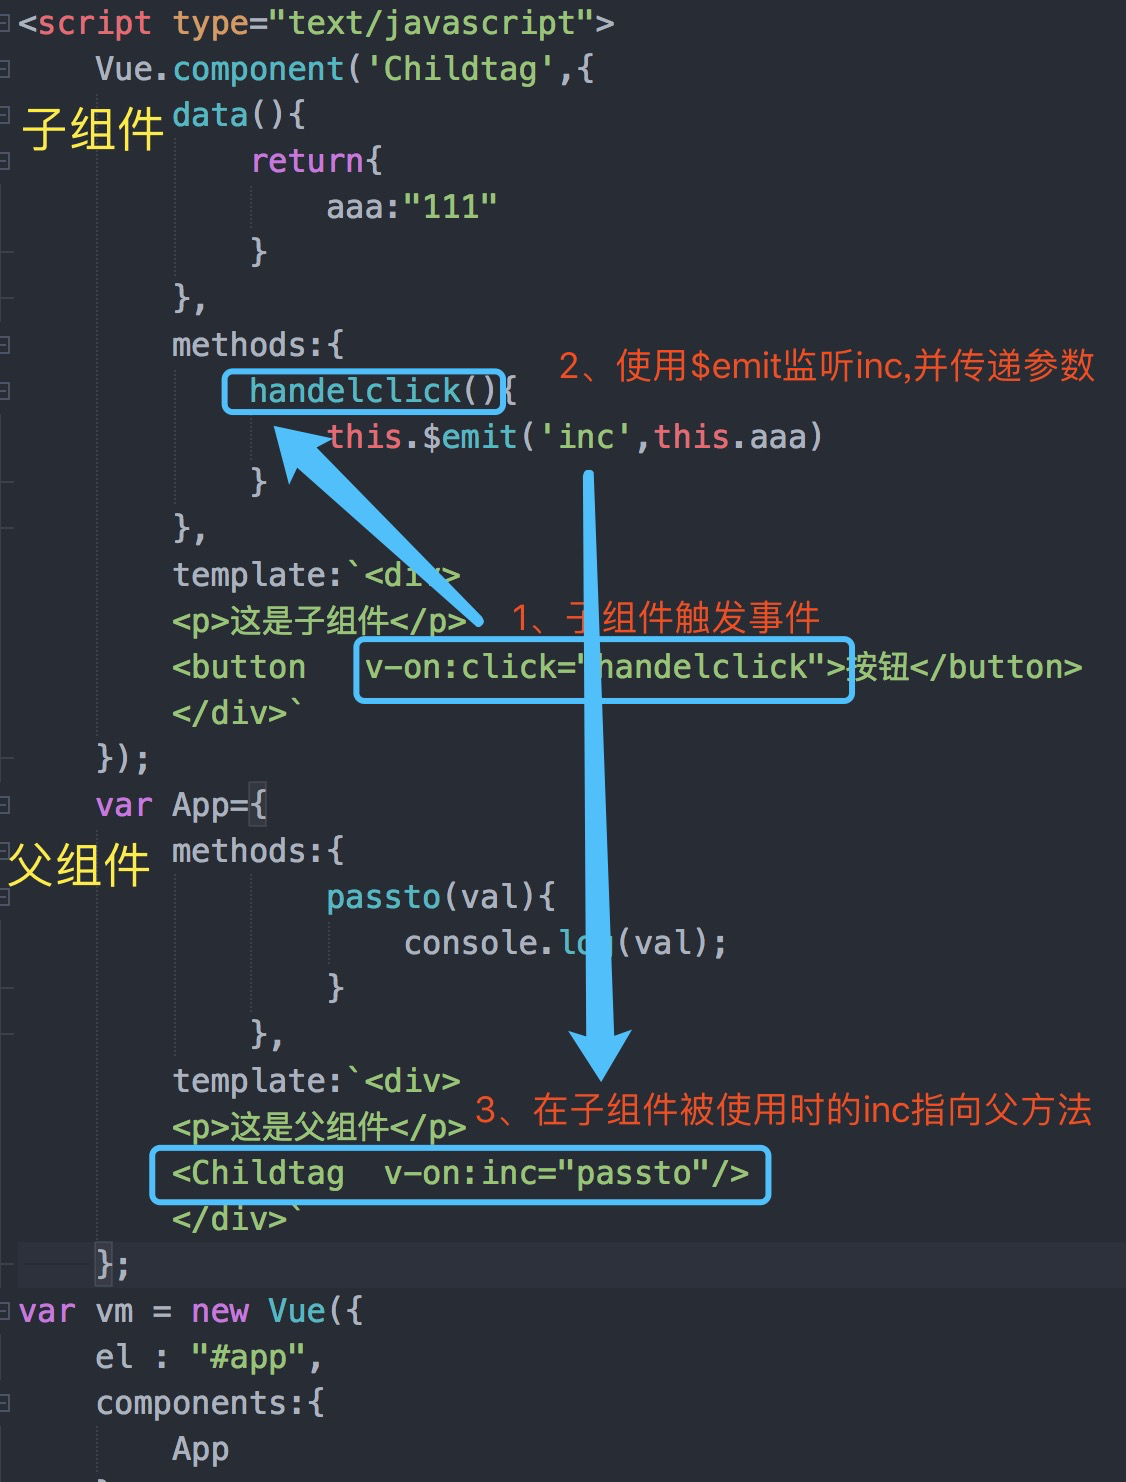 <script type="text/javascript">
Vue.component('Childtag',{
子组件
data(){
return{
aaa:"111"
}
},
methods:{
2、使用$emit监听inc,并传递参数
handelclick(){
this.$emit('inc',this.aaa)
}
},
template:`<div>
1、子组件触发事件
<p>这是子组件</p>
<button v-on:click="handelclick">按钮</button>
</div>`
});
var App={
父组件
methods:{
passto(val){
console.log(val);
}
},
template:`<div>
3、在子组件被使用时的inc指向父方法
<p>这是父组件</p>
<Childtag v-on:inc="passto"/>
</div>`
};
var vm = new Vue({
el : "#app",
components:{
App